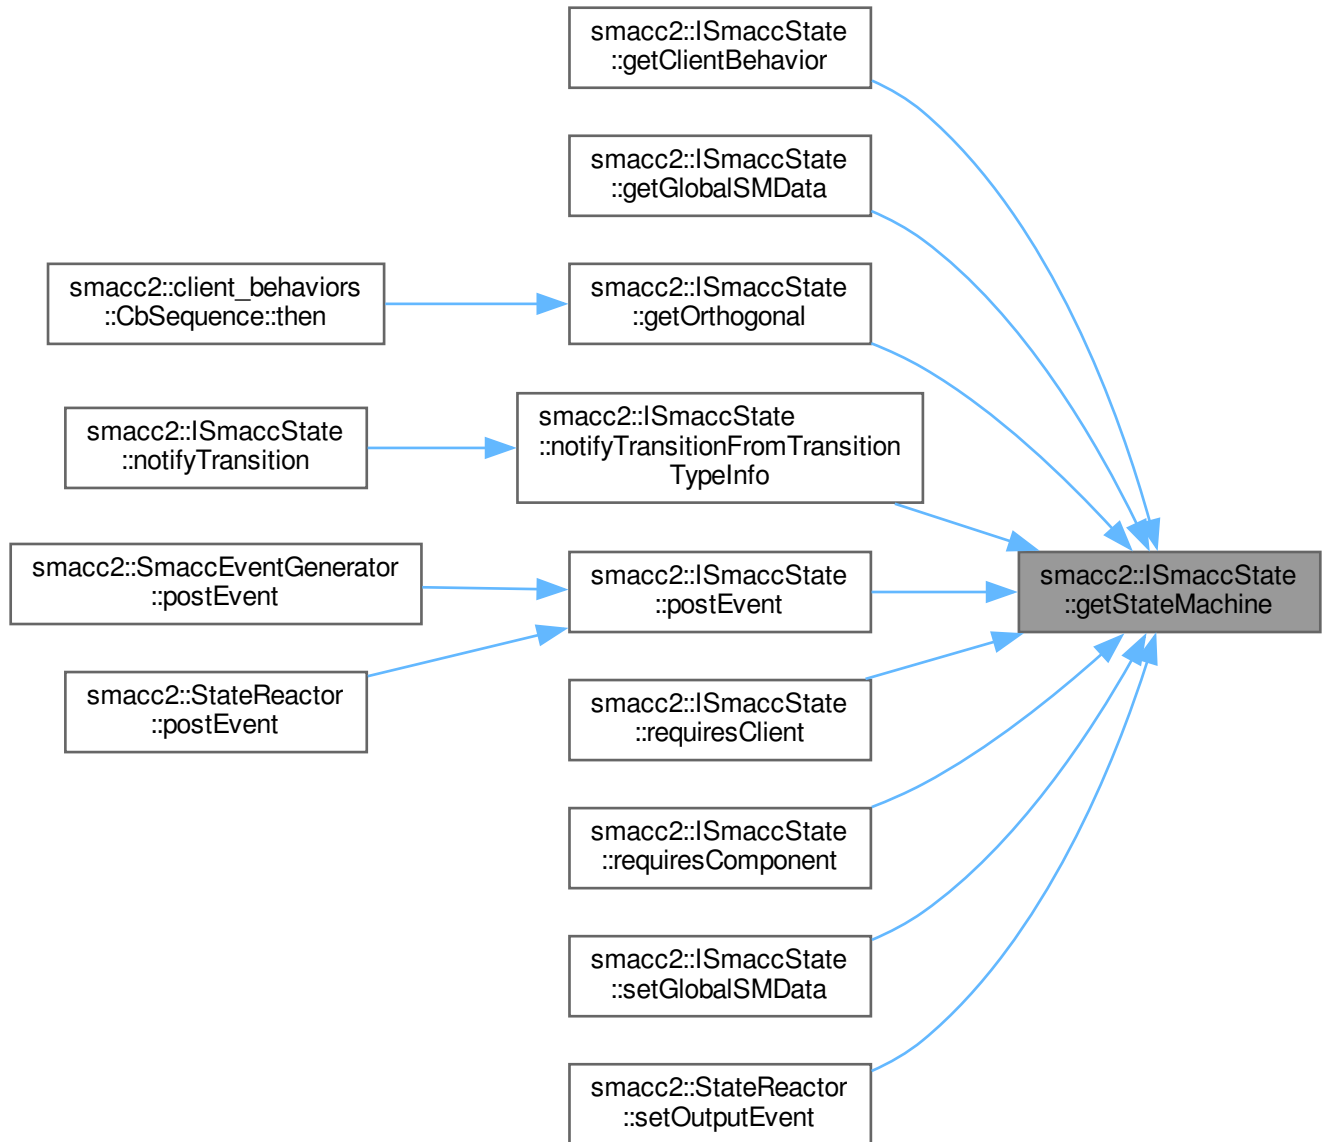 smacc2::ISmaccState
::getClientBehavior
smacc2::ISmaccState
::getGlobalSMData
smacc2::client_behaviors
::CbSequence::then
smacc2::ISmaccState
::getOrthogonal
smacc2::ISmaccState
::notifyTransition
smacc2::ISmaccState
::notifyTransitionFromTransition
TypeInfo
smacc2::SmaccEventGenerator
::postEvent
smacc2::ISmaccState
::postEvent
smacc2::ISmaccState
::getStateMachine
smacc2::StateReactor
::postEvent
smacc2::ISmaccState
::requiresClient
smacc2::ISmaccState
::requiresComponent
smacc2::ISmaccState
::setGlobalSMData
smacc2::StateReactor
::setOutputEvent